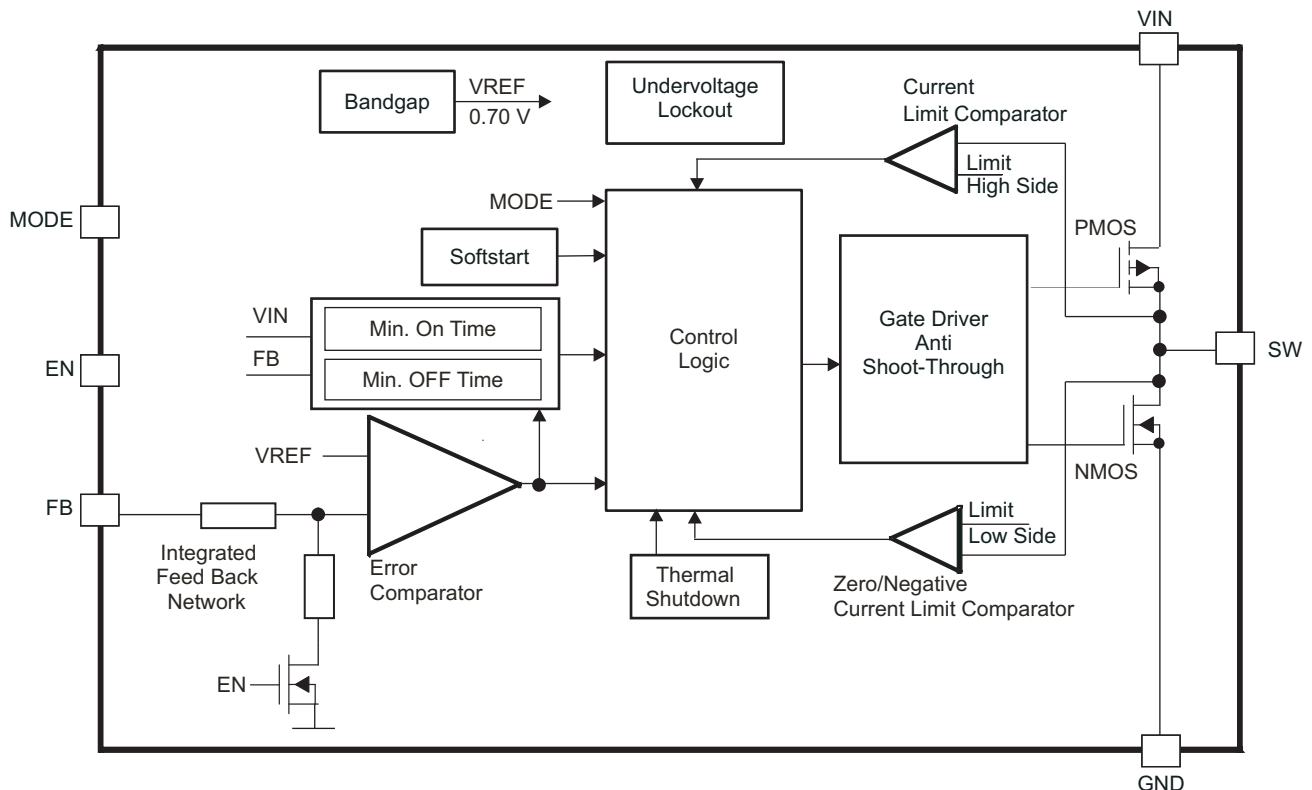 VIN
Bandgap
VREF
0.70 V
Undervoltage
Lockout
Current
Limit Comparator
Limit
High Side
MODE
MODE
PMOS
Softstart
VIN
FB
Min. On Time
Min. OFF Time
Control
Logic
Gate Driver
Anti
Shoot-Through
SW
EN
VREF
NMOS
FB
Integrated
Feed Back
Network
Error
Comparator
Thermal
Shutdown
Limit
Low Side
Zero/Negative
Current Limit Comparator
EN
GND